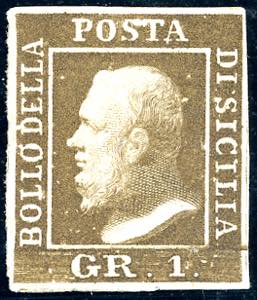 BOLLO DELLA
POSTA
DI SICILIA
GR. 1.